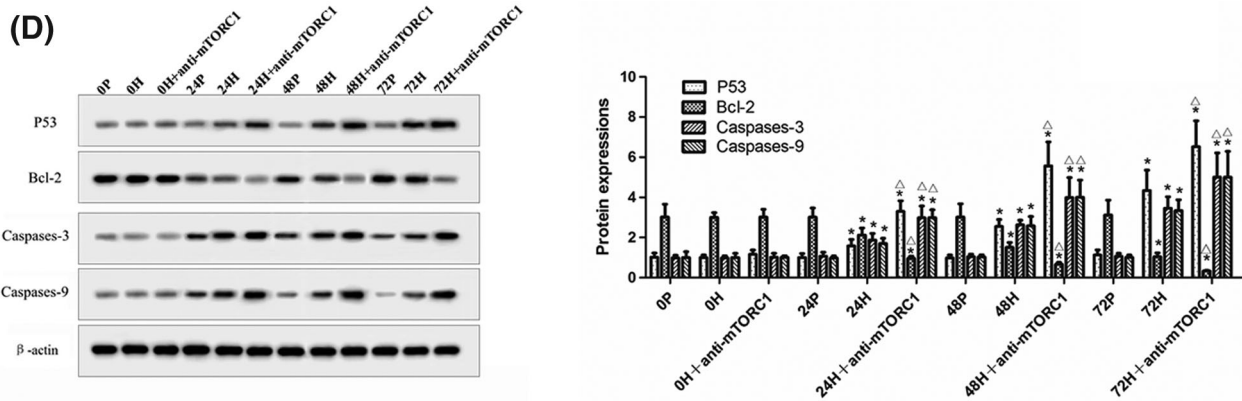 (D)
0P 0H 0H+anti-mTORC1 24P 24H 24H+anti-mTORC1 48P 48H 48H+anti-mTORC1 72P 72H 72H+anti-mTORC1
P53
Bcl-2
Caspases-3
Caspases-9
β-actin
Protein expressions
10
8
6
4
2
0
P53
Bcl-2
Caspases-3
Caspases-9
0P 0H 0H+anti-mTORC1 24P 24H 24H+anti-mTORC1 48P 48H 48H+anti-mTORC1 72P 72H 72H+anti-mTORC1